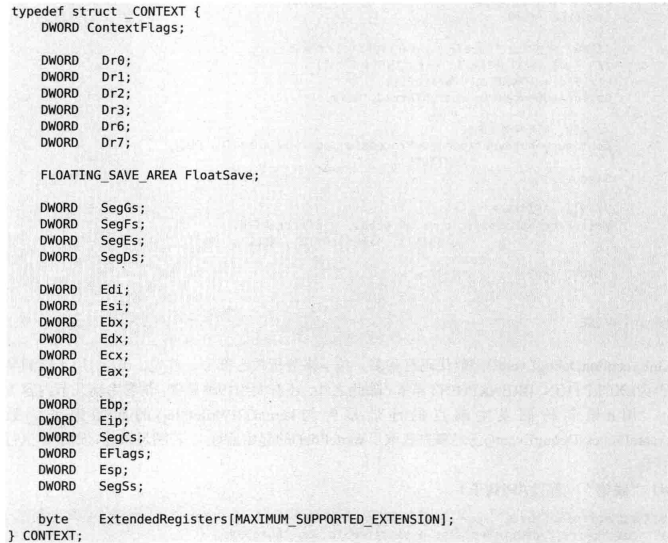 typedef struct _CONTEXT {
    DWORD ContextFlags;

    DWORD   Dr0;
    DWORD   Dr1;
    DWORD   Dr2;
    DWORD   Dr3;
    DWORD   Dr6;
    DWORD   Dr7;

    FLOATING_SAVE_AREA FloatSave;

    DWORD   SegGs;
    DWORD   SegFs;
    DWORD   SegEs;
    DWORD   SegDs;

    DWORD   Edi;
    DWORD   Esi;
    DWORD   Ebx;
    DWORD   Edx;
    DWORD   Ecx;
    DWORD   Eax;

    DWORD   Ebp;
    DWORD   Eip;
    DWORD   SegCs;
    DWORD   EFlags;
    DWORD   Esp;
    DWORD   SegSs;

    byte    ExtendedRegisters[MAXIMUM_SUPPORTED_EXTENSION];
} CONTEXT;